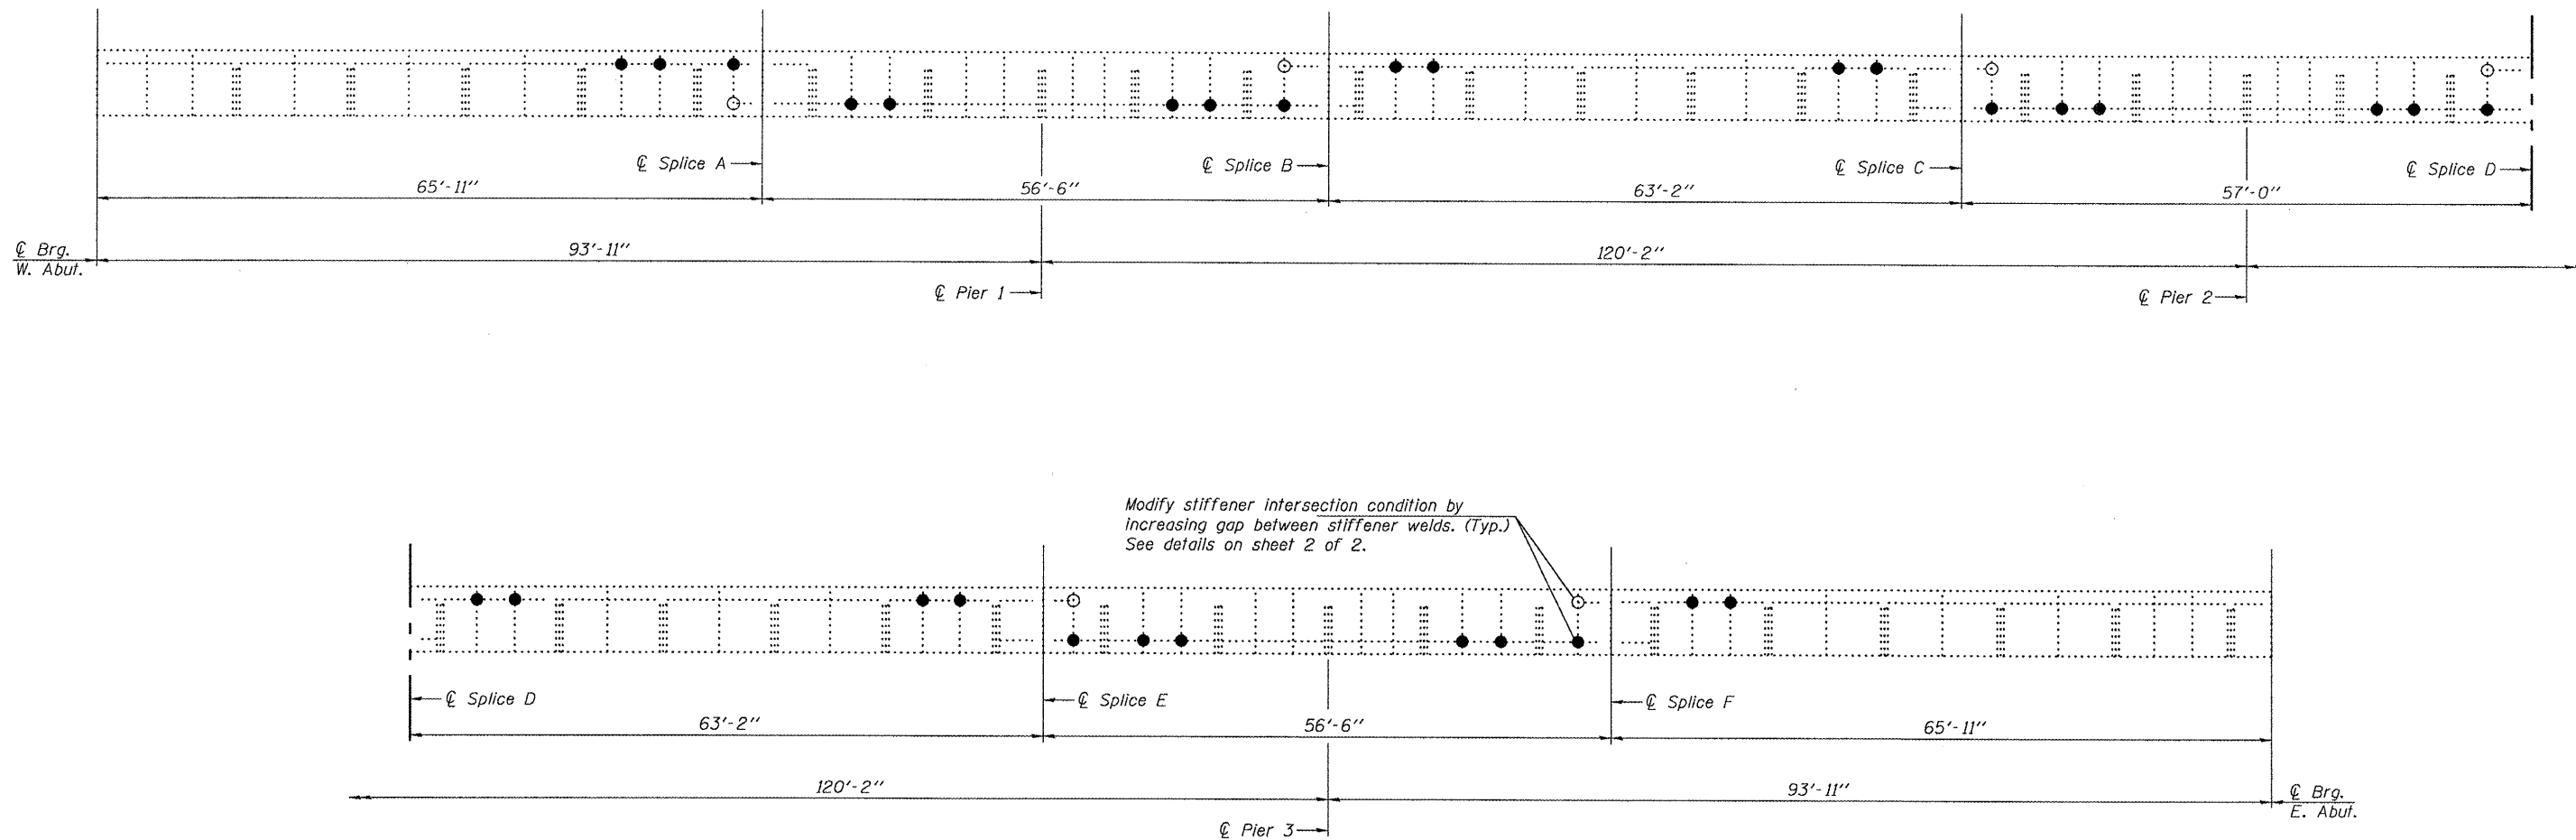 ℄ Splice A
℄ Splice B
℄ Splice C
℄ Splice D
65'-11"
56'-6"
63'-2"
57'-0"
℄ Brg.
W. Abut.
93'-11"
120'-2"
℄ Pier 1
℄ Pier 2
Modify stiffener intersection condition by
increasing gap between stiffener welds. (Typ.)
See details on sheet 2 of 2.
℄ Splice D
℄ Splice E
℄ Splice F
63'-2"
56'-6"
65'-11"
120'-2"
93'-11"
℄ Brg.
E. Abut.
℄ Pier 3